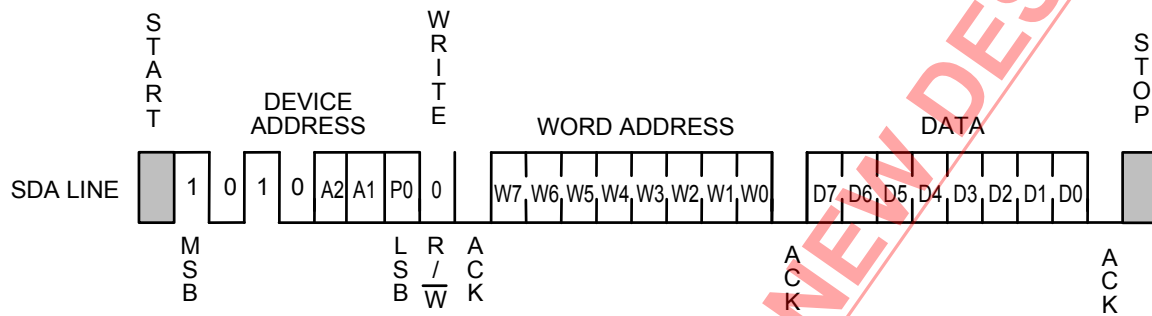 START
WRITE
STOP
DEVICE
ADDRESS
WORD ADDRESS
DATA
SDA LINE
1 0 1 0 A2 A1 P0 0 W7 W6 W5 W4 W3 W2 W1 W0 D7 D6 D5 D4 D3 D2 D1 D0
MSB
LSB
R/W
ACK
ACK
ACK
NEW DES